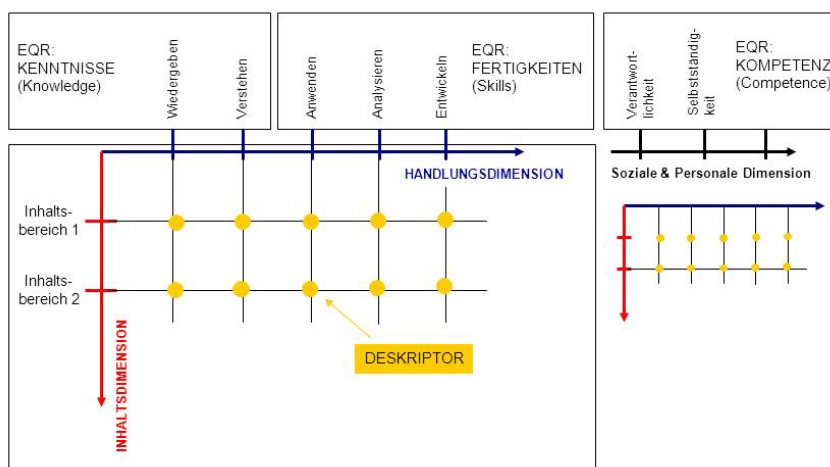 EQR:
KENNTNISSE
(Knowledge)
Wiedergeben
Verstehen
Anwenden
Analysieren
Entwickeln
EQR:
FERTIGKEITEN
(Skills)
Verantwort-
lichkeit
Selbstständig-
keit
EQR:
KOMPETENZ
(Competence)
HANDLUNGSDIMENSION
Soziale & Personale Dimension
Inhalts-
bereich 1
Inhalts-
bereich 2
DESKRIPTOR
INHALTSDIMENSION